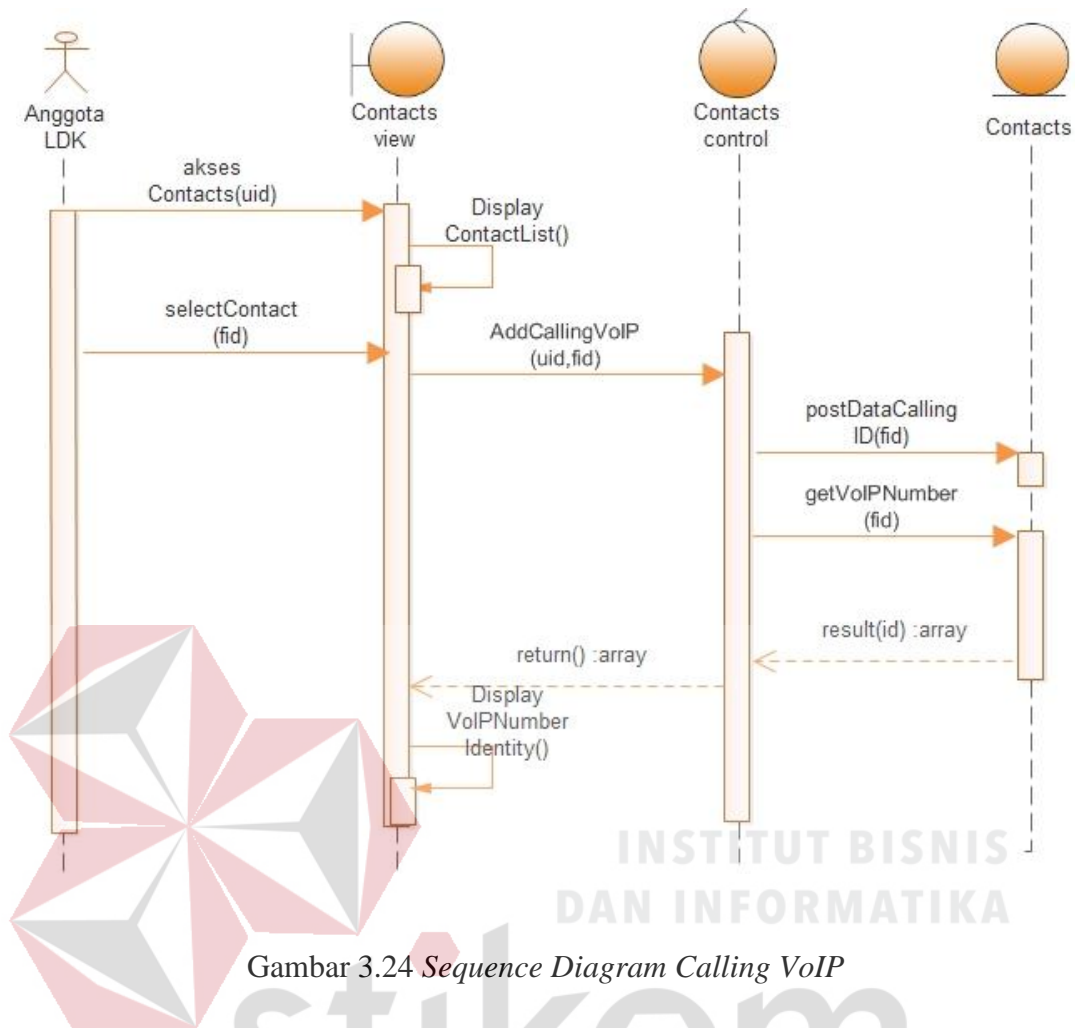 Anggota
LDK
Contacts
view
Contacts
control
Contacts
akses
Contacts(uid)
Display
ContactList()
selectContact
(fid)
AddCallingVoIP
(uid,fid)
postDataCalling
ID(fid)
getVoIPNumber
(fid)
result(id) :array
return() :array
Display
VoIPNumber
Identity()
INSTITUT BISNIS
DAN INFORMATIKA
Gambar 3.24 Sequence Diagram Calling VoIP
stikom